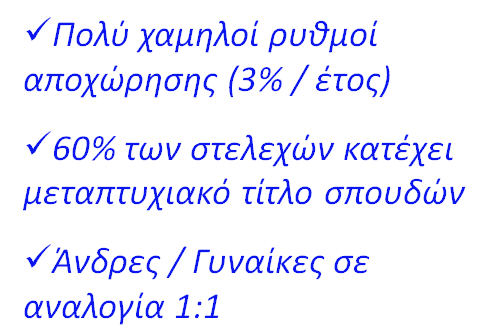 ✓Πολύ χαμηλοί ρυθμοί
αποχώρησης (3% / έτος)
✓60% των στελεχών κατέχει
μεταπτυχιακό τίτλο σπουδών
✓Άνδρες / Γυναίκες σε
αναλογία 1:1